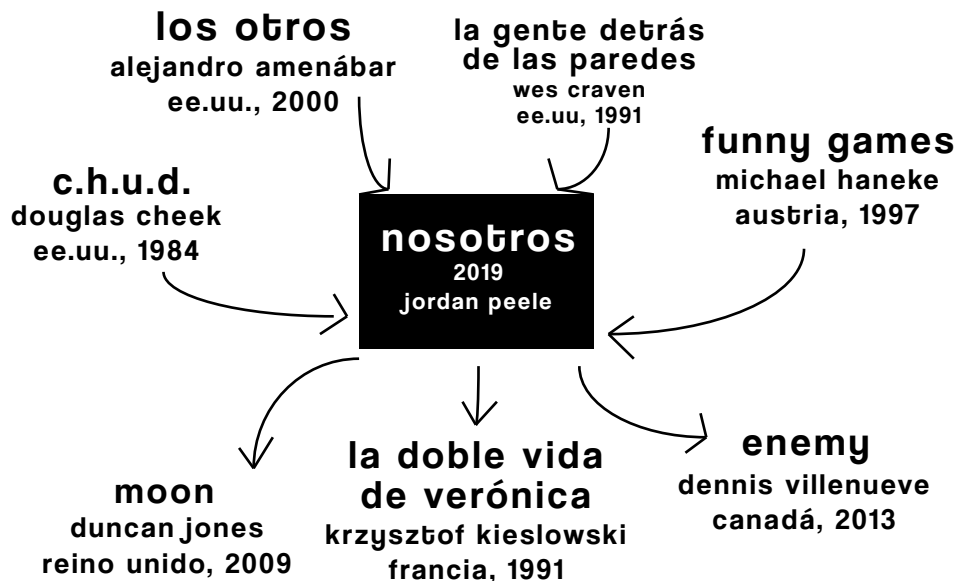 los otros
alejandro amenábar
ee.uu., 2000
la gente detrás
de las paredes
wes craven
ee.uu, 1991
funny games
michael haneke
austria, 1997
c.h.u.d.
douglas cheek
ee.uu., 1984
nosotros
2019
jordan peele
moon
duncan jones
reino unido, 2009
la doble vida
de verónica
krzysztof kieslowski
francia, 1991
enemy
dennis villenueve
canadá, 2013